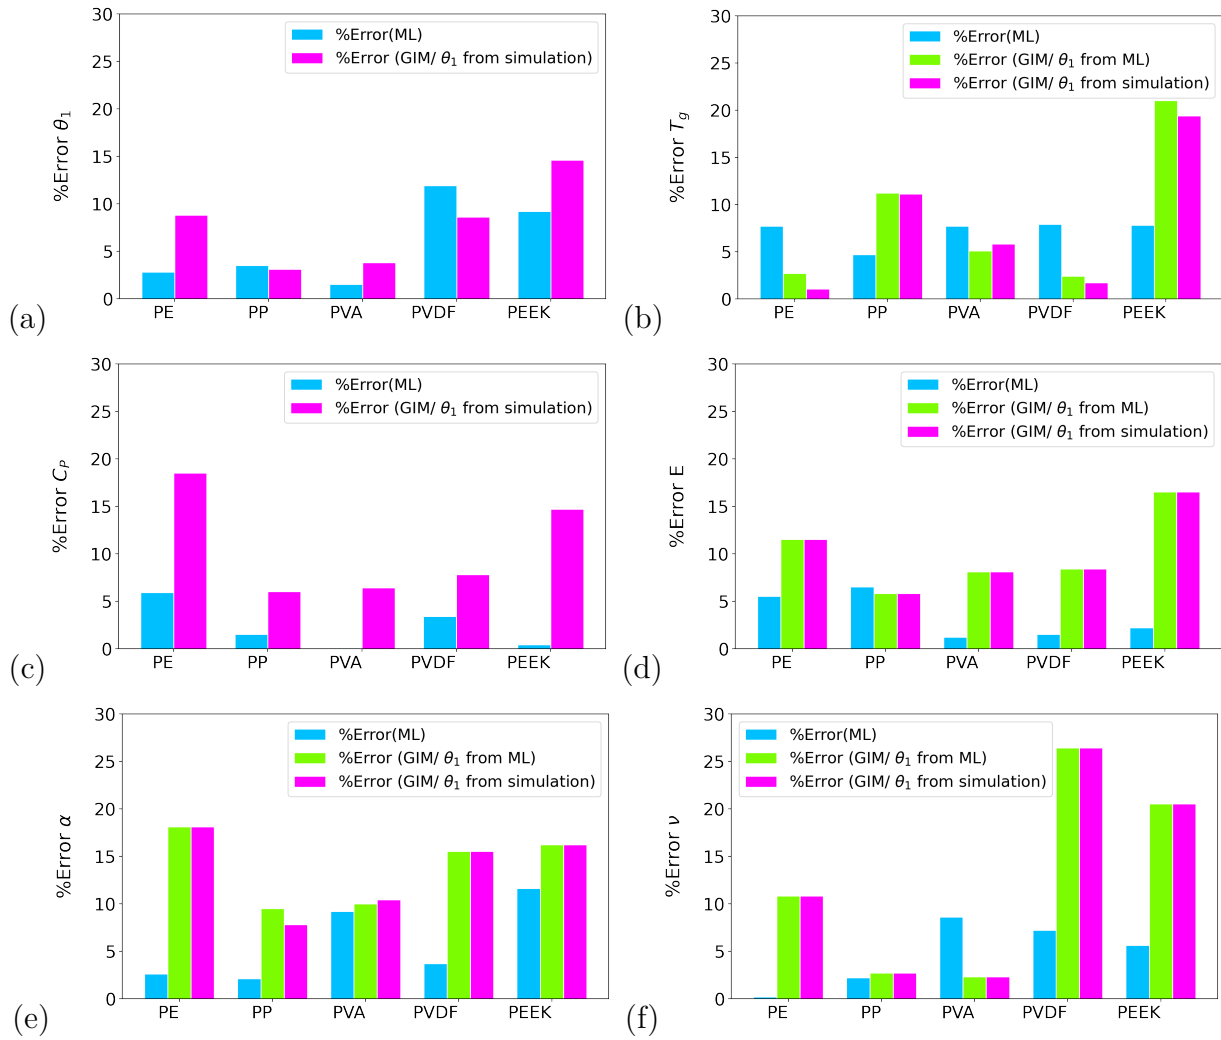 30
25
20
15
10
5
0
%Error θ1
%Error(ML)
%Error (GIM/ θ1 from simulation)
PE PP PVA PVDF PEEK
(a)
30
25
20
15
10
5
0
%Error Tg
%Error(ML)
%Error (GIM/ θ1 from ML)
%Error (GIM/ θ1 from simulation)
PE PP PVA PVDF PEEK
(b)
30
25
20
15
10
5
0
%Error CP
%Error(ML)
%Error (GIM/ θ1 from simulation)
PE PP PVA PVDF PEEK
(c)
30
25
20
15
10
5
0
%Error E
%Error(ML)
%Error (GIM/ θ1 from ML)
%Error (GIM/ θ1 from simulation)
PE PP PVA PVDF PEEK
(d)
30
25
20
15
10
5
0
%Error α
%Error(ML)
%Error (GIM/ θ1 from ML)
%Error (GIM/ θ1 from simulation)
PE PP PVA PVDF PEEK
(e)
30
25
20
15
10
5
0
%Error ν
%Error(ML)
%Error (GIM/ θ1 from ML)
%Error (GIM/ θ1 from simulation)
PE PP PVA PVDF PEEK
(f)